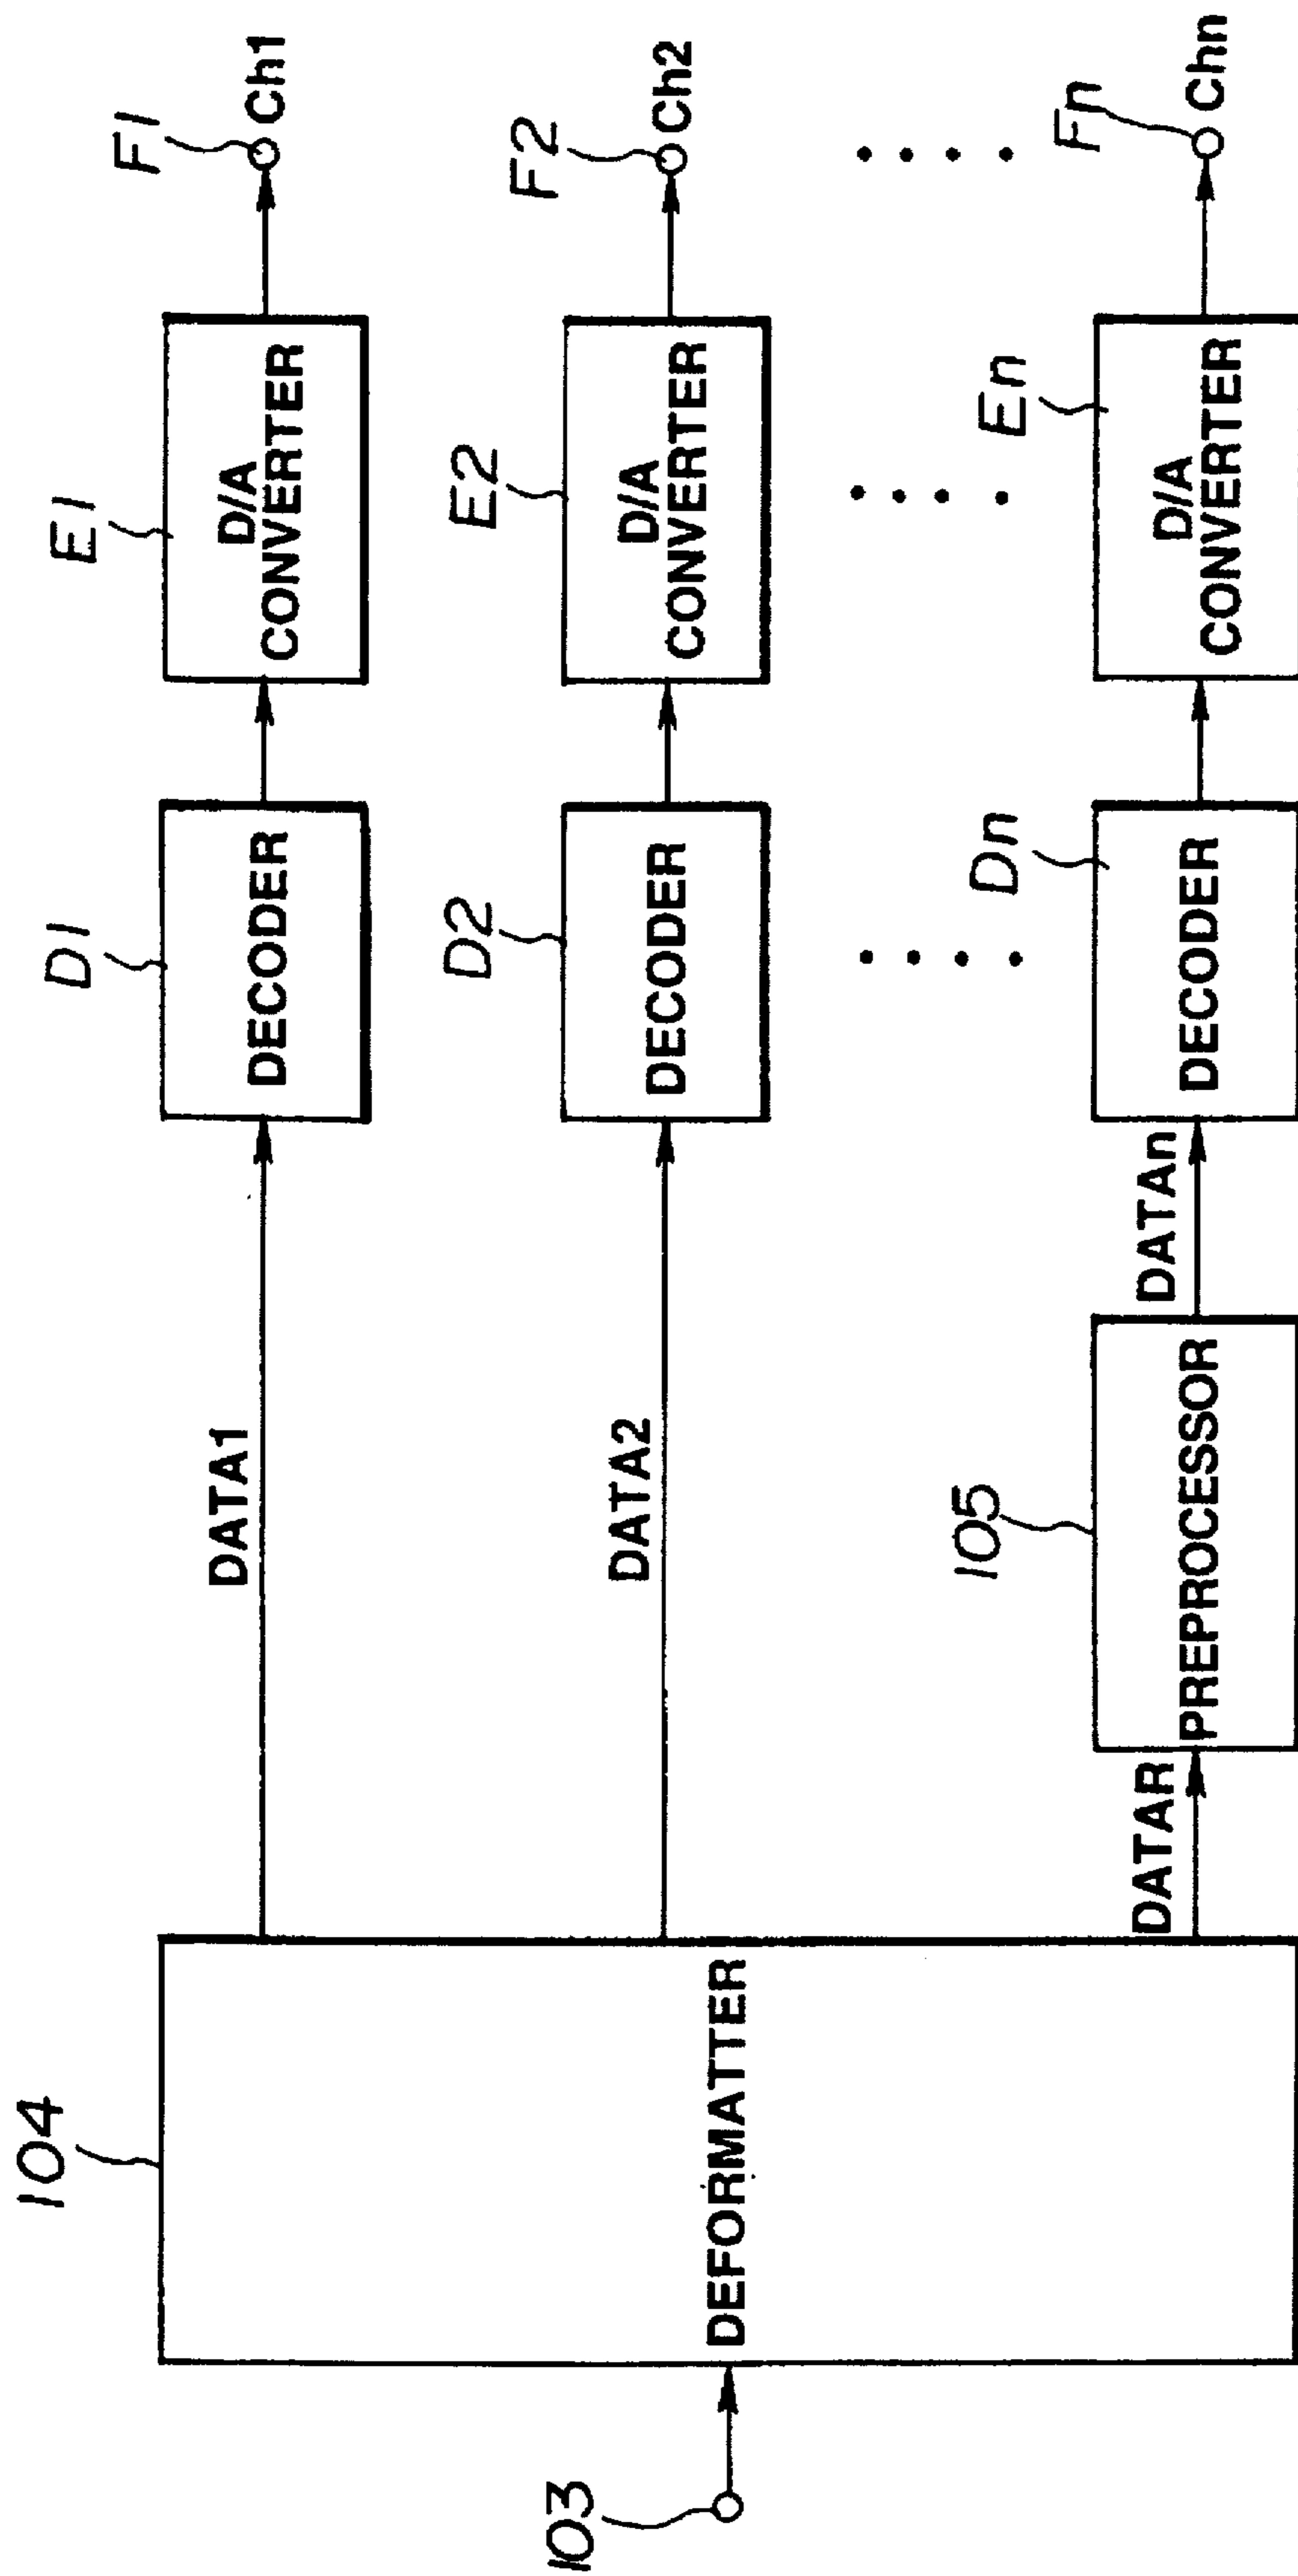 103
104
DEFORMATTER
DATA1
D1
DECODER
E1
D/A
CONVERTER
F1
Ch1
DATA2
D2
DECODER
E2
D/A
CONVERTER
F2
Ch2
DATAR
105
PREPROCESSOR
DATAn
Dn
DECODER
En
D/A
CONVERTER
Fn
Chn